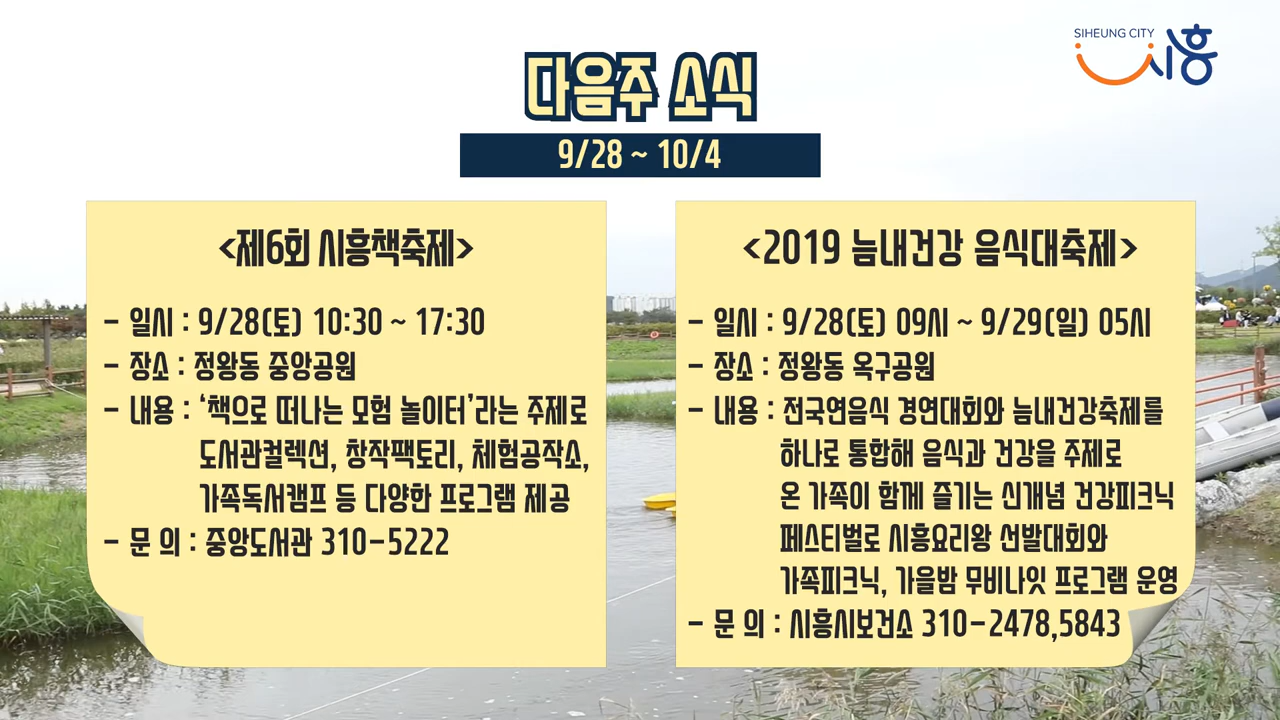 SIHEUNG CITY
시흥
다음주 소식
9/28 ~ 10/4
<제6회 시흥책축제>
- 일시 : 9/28(토) 10:30 ~ 17:30
- 장소 : 정왕동 중앙공원
- 내용 : ‘책으로 떠나는 모험 놀이터’라는 주제로
도서관컬렉션, 창작팩토리, 체험공작소,
가족독서캠프 등 다양한 프로그램 제공
- 문 의 : 중앙도서관 310-5222
<2019 늠내건강 음식대축제>
- 일시 : 9/28(토) 09시 ~ 9/29(일) 05시
- 장소 : 정왕동 옥구공원
- 내용 : 전국연음식 경연대회와 늠내건강축제를
하나로 통합해 음식과 건강을 주제로
온 가족이 함께 즐기는 신개념 건강피크닉
페스티벌로 시흥요리왕 선발대회와
가족피크닉, 가을밤 무비나잇 프로그램 운영
- 문 의 : 시흥시보건소 310-2478,5843